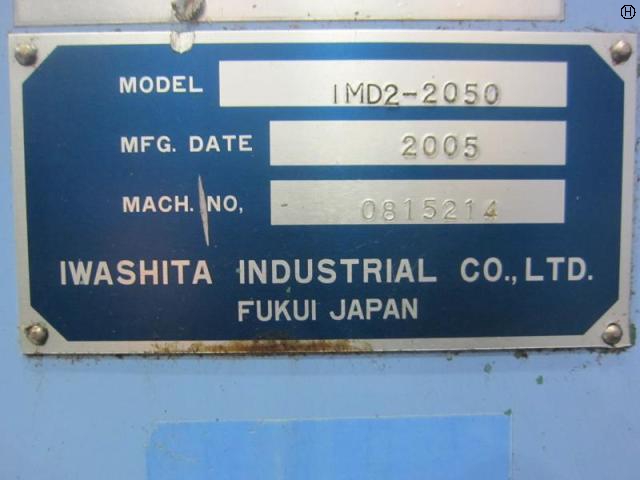 MODEL IMD2-2050
MFG. DATE 2005
MACH. NO, 0815214
IWASHITA INDUSTRIAL CO., LTD.
FUKUI JAPAN
H